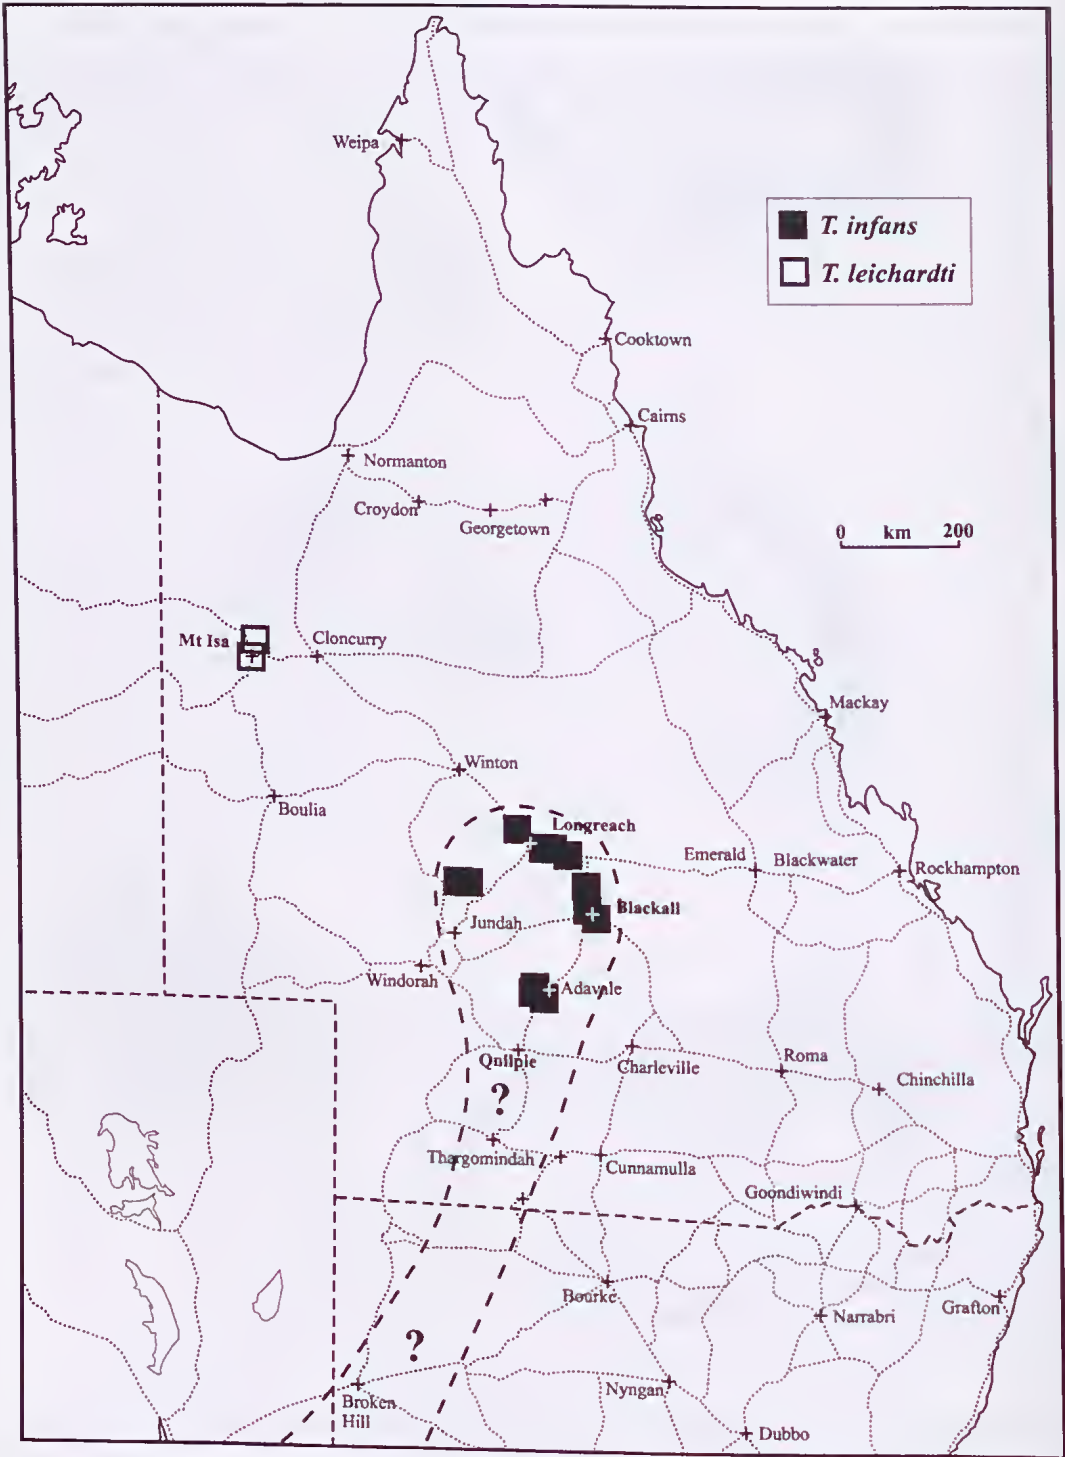 Weipa
T. infans
T. leichardti
Cooktown
Cairns
Normanton
Croydon
Georgetown
0 km 200
Mt Isa
Cloncurry
Mackay
Winton
Boulia
Longreach
Emerald
Blackwater
Rockhampton
Blackall
Jundah
Windorah
Adavale
Quilpie
Charleville
Roma
Chinchilla
?
Thargomindah
Cunnamulla
Goondiwindi
Bourke
Narrabri
Grafton
?
Broken
Hill
Nyngan
Dubbo